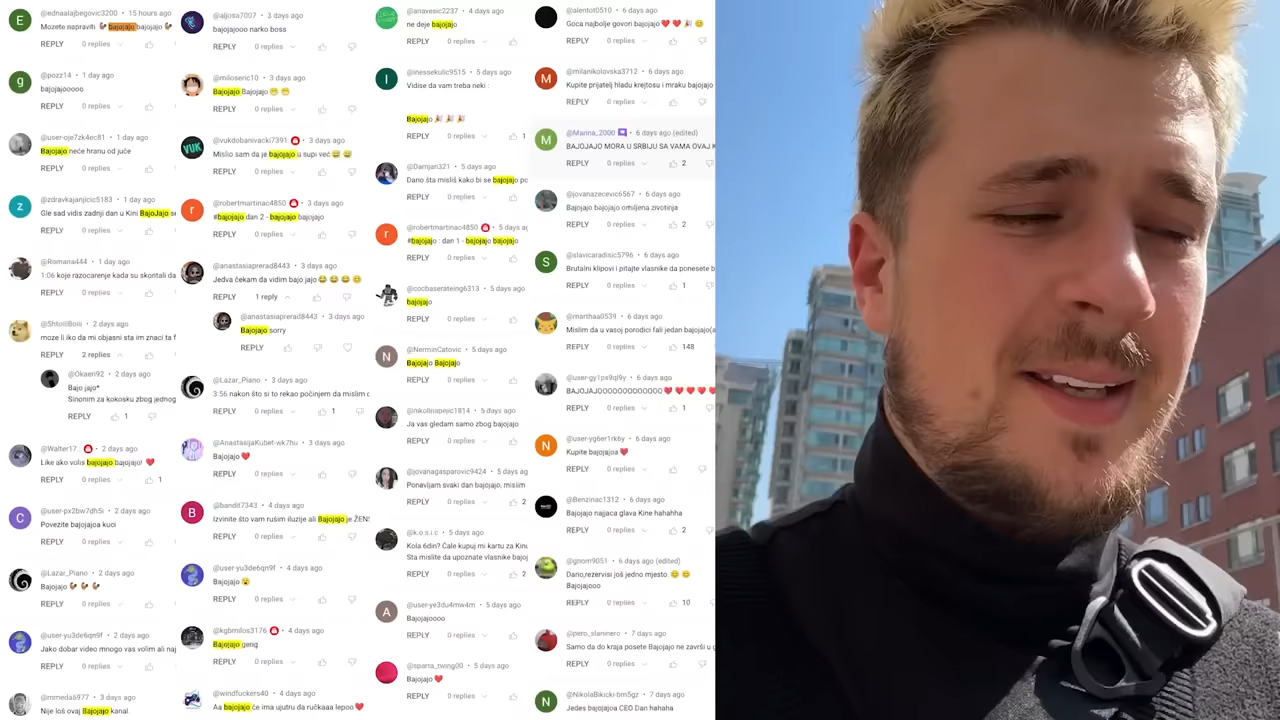 E
@ednaalajbegovic3200 • 15 hours ago
Mozete napraviti bajojajo bajojajo
REPLY 0 replies
g
@pozz14 • 1 day ago
bajojajooooo
REPLY 0 replies
@user-oje7zk4ec81 • 1 day ago
Bajojajo neće hranu od juče
REPLY 0 replies
z
@zdravkajanjicic5183 • 1 day ago
Gle sad vidis zadnji dan u Kini BajoJajo se
REPLY 0 replies
@Romana444 • 1 day ago
1:06 koje razocarenje kada su skontali da
REPLY 0 replies
@ShtoiiiBoiii • 2 days ago
moze li iko da mi objasni sta im znaci ta f
REPLY 2 replies
@Okaeri92 • 2 days ago
Bajo jajo*
Sinonim za kokosku zbog jednog
REPLY 1
@Walter17. • 2 days ago
Like ako volis bajojajo bajojajo!
REPLY 0 replies 1
C
@user-px2bw7dh5i • 2 days ago
Povezite bajojajoa kuci
REPLY 0 replies
@Lazar_Piano • 2 days ago
Bajojajo
REPLY 0 replies
@user-yu3de6qn9f • 2 days ago
Jako dobar video mnogo vas volim ali naj
REPLY 0 replies
@mmeda6977 • 3 days ago
Nije loš ovaj Bajojajo kanal.
@aljosa7007 • 3 days ago
bajojajooo narko boss
REPLY 0 replies
@miloseric10 • 3 days ago
Bajojajo Bajojajo
REPLY 0 replies
VUK
@vukdobanivacki7391 • 3 days ago
Mislio sam da je bajojajo u supi već
REPLY 0 replies
r
@robertmartinac4850 • 3 days ago
#bajojajo dan 2 - bajojajo bajojajo
REPLY 0 replies
@anastasiaprerad8443 • 3 days ago
Jedva čekam da vidim bajo jajo
REPLY 1 reply
@anastasiaprerad8443 • 3 days ago
Bajojajo sorry
REPLY
@Lazar_Piano • 3 days ago
3:56 nakon što si to rekao počinjem da mislim d
REPLY 0 replies 1
@AnastasijaKubet-wk7hu • 3 days ago
Bajojajo
REPLY 0 replies
B
@bandit7343 • 4 days ago
Izvinite što vam rušim iluzije ali Bajojajo je ŽENS
REPLY 0 replies
@user-yu3de6qn9f • 4 days ago
Bajojajo
REPLY 0 replies
@kgbmilos3176 • 4 days ago
Bajojajo geng
REPLY 0 replies
@windfuckers40 • 4 days ago
Aa bajojajo će ima ujutru da ručkaaa lepoo
@anavesic2237 • 4 days ago
ne deje bajojajo
REPLY 0 replies
I
@inessekulic9515 • 5 days ago
Vidise da vam treba neki :
Bajojajo
REPLY 0 replies 1
@Damjan321 • 5 days ago
Dario šta misliš kako bi se bajojajo po
REPLY 0 replies
r
@robertmartinac4850 • 5 days ag
#bajojajo : dan 1 - bajojajo bajojajo
REPLY 0 replies
@cocbaserateing6313 • 5 days ago
bajojajo
REPLY 0 replies
N
@NerminCatovic • 5 days ago
Bajojajo Bajojajo
REPLY 0 replies
@nikolinapejic1814 • 5 days ago
Ja vas gledam samo zbog bajojajo
REPLY 0 replies
@jovanagasparovic9424 • 5 days ag
Ponavljam svaki dan bajojajo, mislim
REPLY 0 replies 2
@k.o.s.i.c • 5 days ago
Kola 6din? Ćale kupuj mi kartu za Kinu
Sta mislite da upoznate vlasnike bajoj
REPLY 0 replies 2
A
@user-ye3du4mw4m • 5 days ago
Bajojajoooo
REPLY 0 replies
@sparta_twing00 • 5 days ago
Bajojajo
REPLY 0 replies
@alentot0510 • 6 days ago
Goca najbolje govori bajojajo
REPLY 0 replies
M
@milanikolovska3712 • 6 days ago
Kupite prijatelj hladu krejtosu i mraku bajojajo
REPLY 0 replies
M
@Marina_2000 • 6 days ago (edited)
BAJOJAJO MORA U SRBIJU SA VAMA OVAJ K
REPLY 0 replies 2
@jovanazecevic6567 • 6 days ago
Bajojajo bajojajo omiljena zivotinja
REPLY 0 replies 2
S
@slavicaradisic5796 • 6 days ago
Brutalni klipovi i pitajte vlasnike da ponesete b
REPLY 0 replies 1
@marthaa0539 • 6 days ago
Mislim da u vasoj porodici fali jedan bajojajo(a
REPLY 0 replies 148
@user-gy1px9ql9y • 6 days ago
BAJOJAJOOOOOOOOOOOOO
REPLY 0 replies 1
N
@user-yg6er1rk6y • 6 days ago
Kupite bajojajoa
REPLY 0 replies
@Benzinac1312 • 6 days ago
Bajojajo najjaca glava Kine hahahha
REPLY 0 replies 2
@gnom9051 • 6 days ago (edited)
Dario,rezervisi još jedno mjesto.
Bajojajooo
REPLY 0 replies 10
@pero_slaninero • 7 days ago
Samo da do kraja posete Bajojajo ne završi u g
REPLY 0 replies
N
@NikolaBikicki-bm5gz • 7 days ago
Jedes bajojajoa CEO Dan hahaha